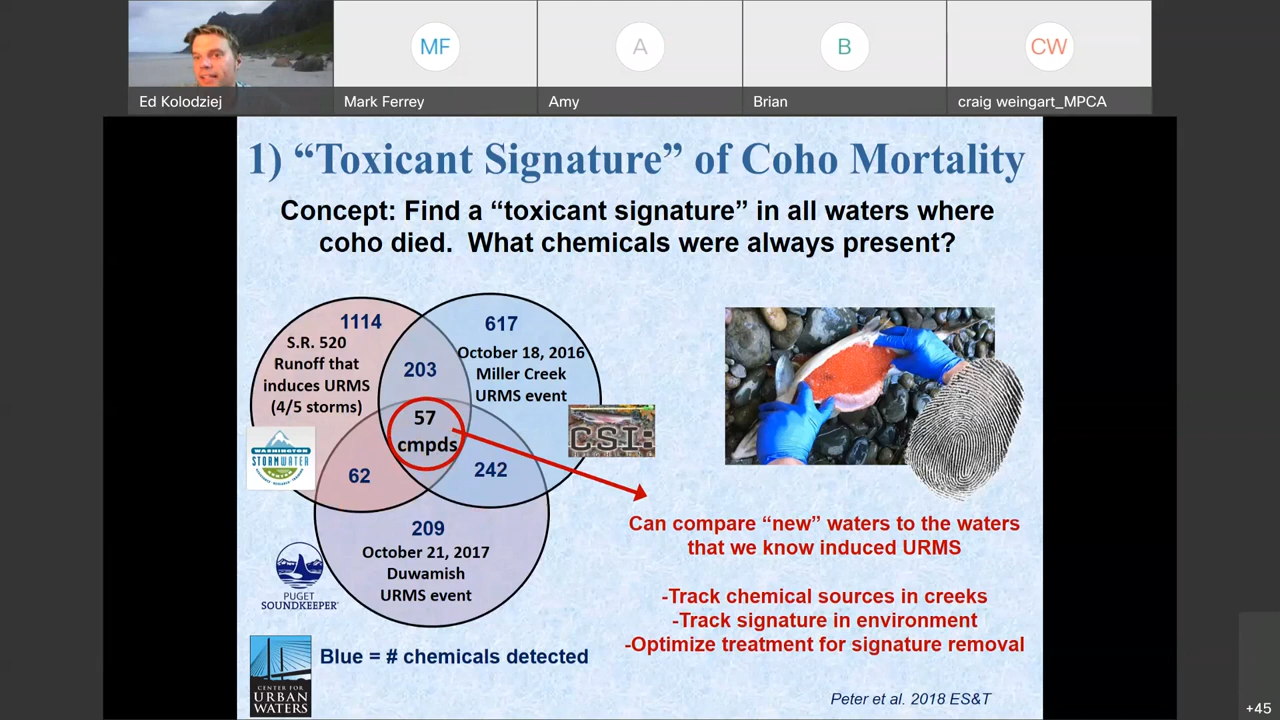 MF
A
B
CW
Ed Kolodziej
Mark Ferrey
Amy
Brian
craig weingart_MPCA
1) “Toxicant Signature” of Coho Mortality
Concept: Find a “toxicant signature” in all waters where
coho died. What chemicals were always present?
1114
S.R. 520
Runoff that
induces URMS
(4/5 storms)
617
October 18, 2016
Miller Creek
URMS event
203
57
cmpds
62
242
209
October 21, 2017
Duwamish
URMS event
CSI:
WASHINGTON
STORMWATER
PUGET
SOUNDKEEPER
CENTER FOR
URBAN
WATERS
Blue = # chemicals detected
Can compare “new” waters to the waters
that we know induced URMS
-Track chemical sources in creeks
-Track signature in environment
-Optimize treatment for signature removal
Peter et al. 2018 ES&T
+45